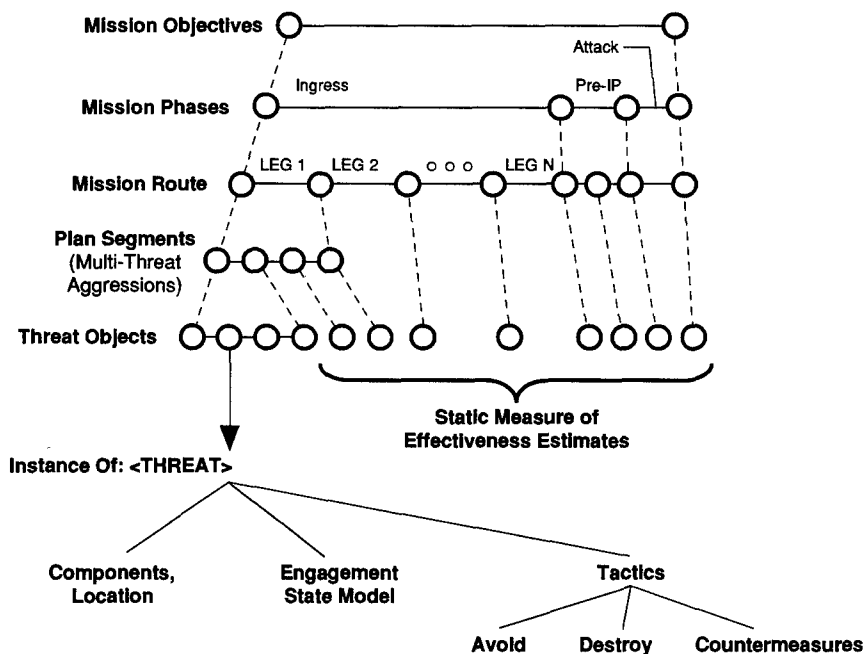 Mission Objectives
Attack
Ingress
Pre-IP
Mission Phases
LEG 1
LEG 2
LEG N
Mission Route
Plan Segments
(Multi-Threat
Aggressions)
Threat Objects
Static Measure of
Effectiveness Estimates
Instance Of: <THREAT>
Components,
Location
Engagement
State Model
Tactics
Avoid
Destroy
Countermeasures